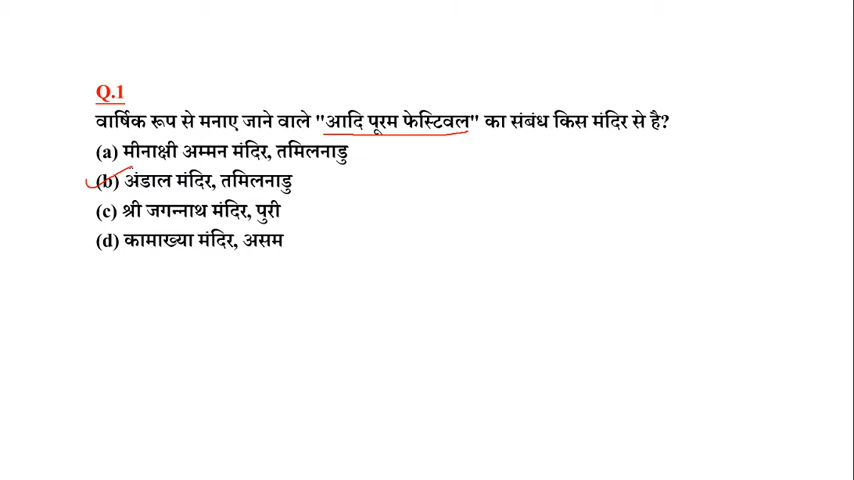 Q.1
वार्षिक रूप से मनाए जाने वाले "आदि पूरम फेस्टिवल" का संबंध किस मंदिर से है?
(a) मीनाक्षी अम्मन मंदिर, तमिलनाडु
(b) अंडाल मंदिर, तमिलनाडु
(c) श्री जगन्नाथ मंदिर, पुरी
(d) कामाख्या मंदिर, असम